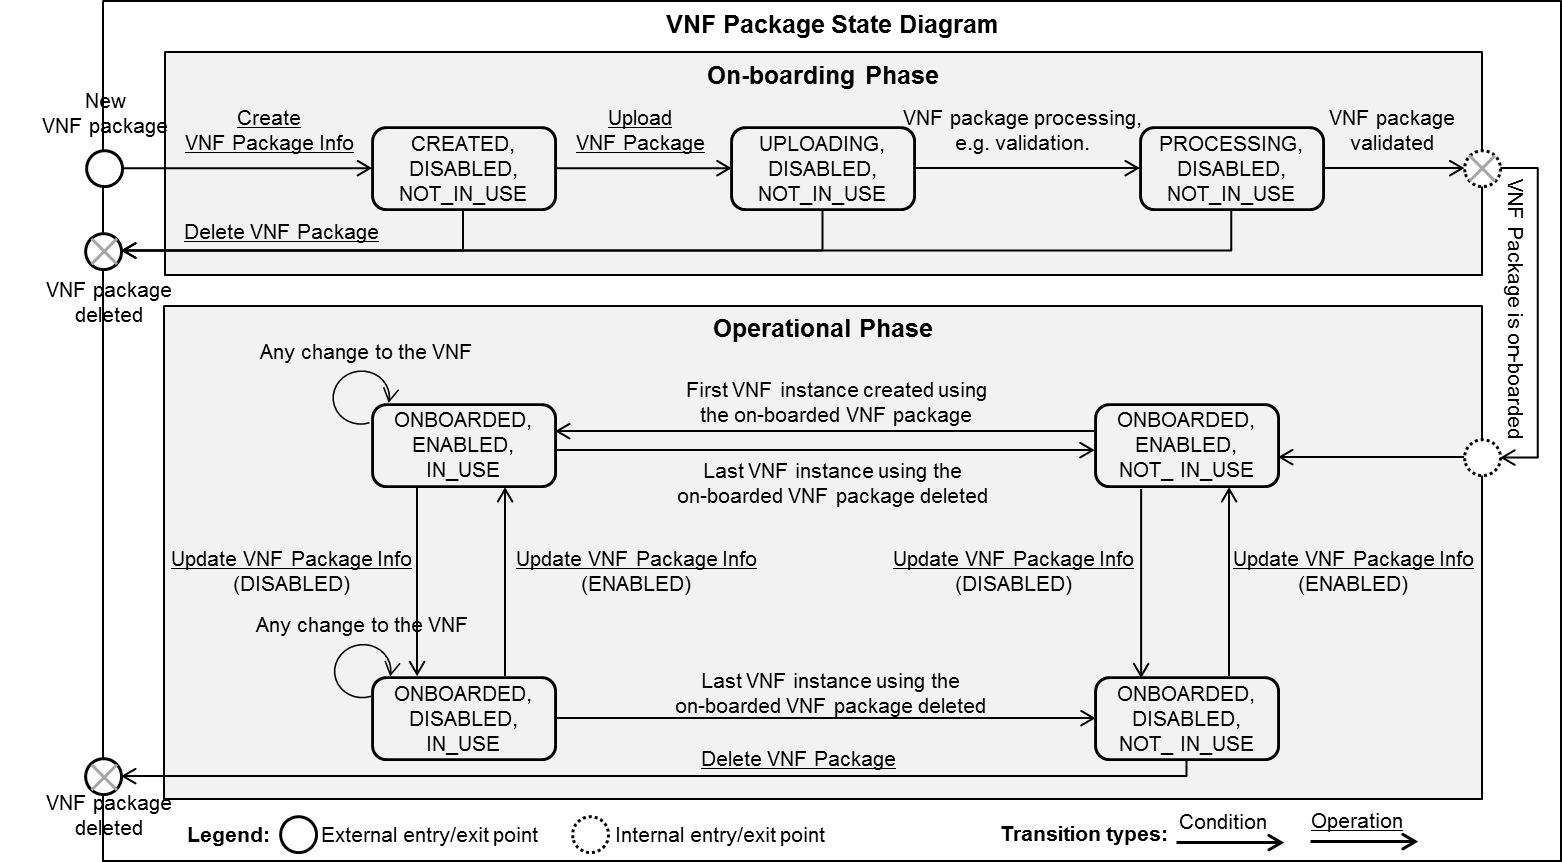 VNF Package State Diagram
On-boarding Phase
New
VNF package
Create
VNF Package Info
CREATED,
DISABLED,
NOT_IN_USE
Upload
VNF Package
UPLOADING,
DISABLED,
NOT_IN_USE
VNF package processing,
e.g. validation.
PROCESSING,
DISABLED,
NOT_IN_USE
VNF package
validated
VNF Package is on-boarded
Delete VNF Package
VNF package
deleted
Operational Phase
Any change to the VNF
ONBOARDED,
ENABLED,
IN_USE
First VNF instance created using
the on-boarded VNF package
Last VNF instance using the
on-boarded VNF package deleted
ONBOARDED,
ENABLED,
NOT_ IN_USE
Update VNF Package Info
(DISABLED)
Update VNF Package Info
(ENABLED)
Update VNF Package Info
(DISABLED)
Update VNF Package Info
(ENABLED)
Any change to the VNF
ONBOARDED,
DISABLED,
IN_USE
Last VNF instance using the
on-boarded VNF package deleted
ONBOARDED,
DISABLED,
NOT_ IN_USE
Delete VNF Package
VNF package
deleted
Legend:
External entry/exit point
Internal entry/exit point
Transition types:
Condition
Operation